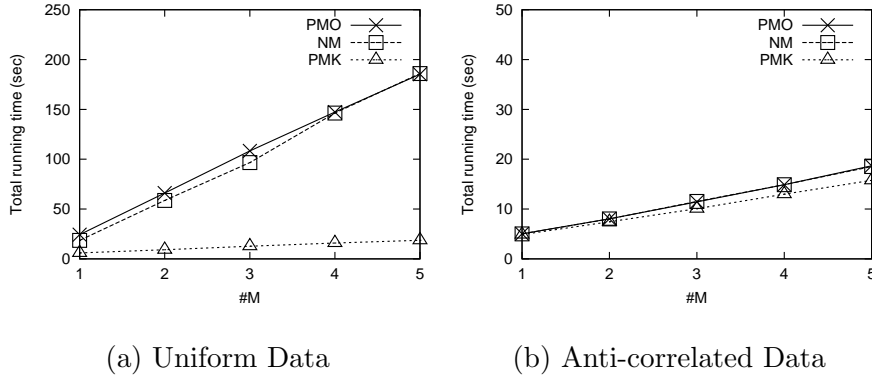 PMO
NM
PMK
Total running time (sec)
250
200
150
100
50
0
1 2 3 4 5
#M
(a) Uniform Data
PMO
NM
PMK
Total running time (sec)
50
40
30
20
10
0
1 2 3 4 5
#M
(b) Anti-correlated Data